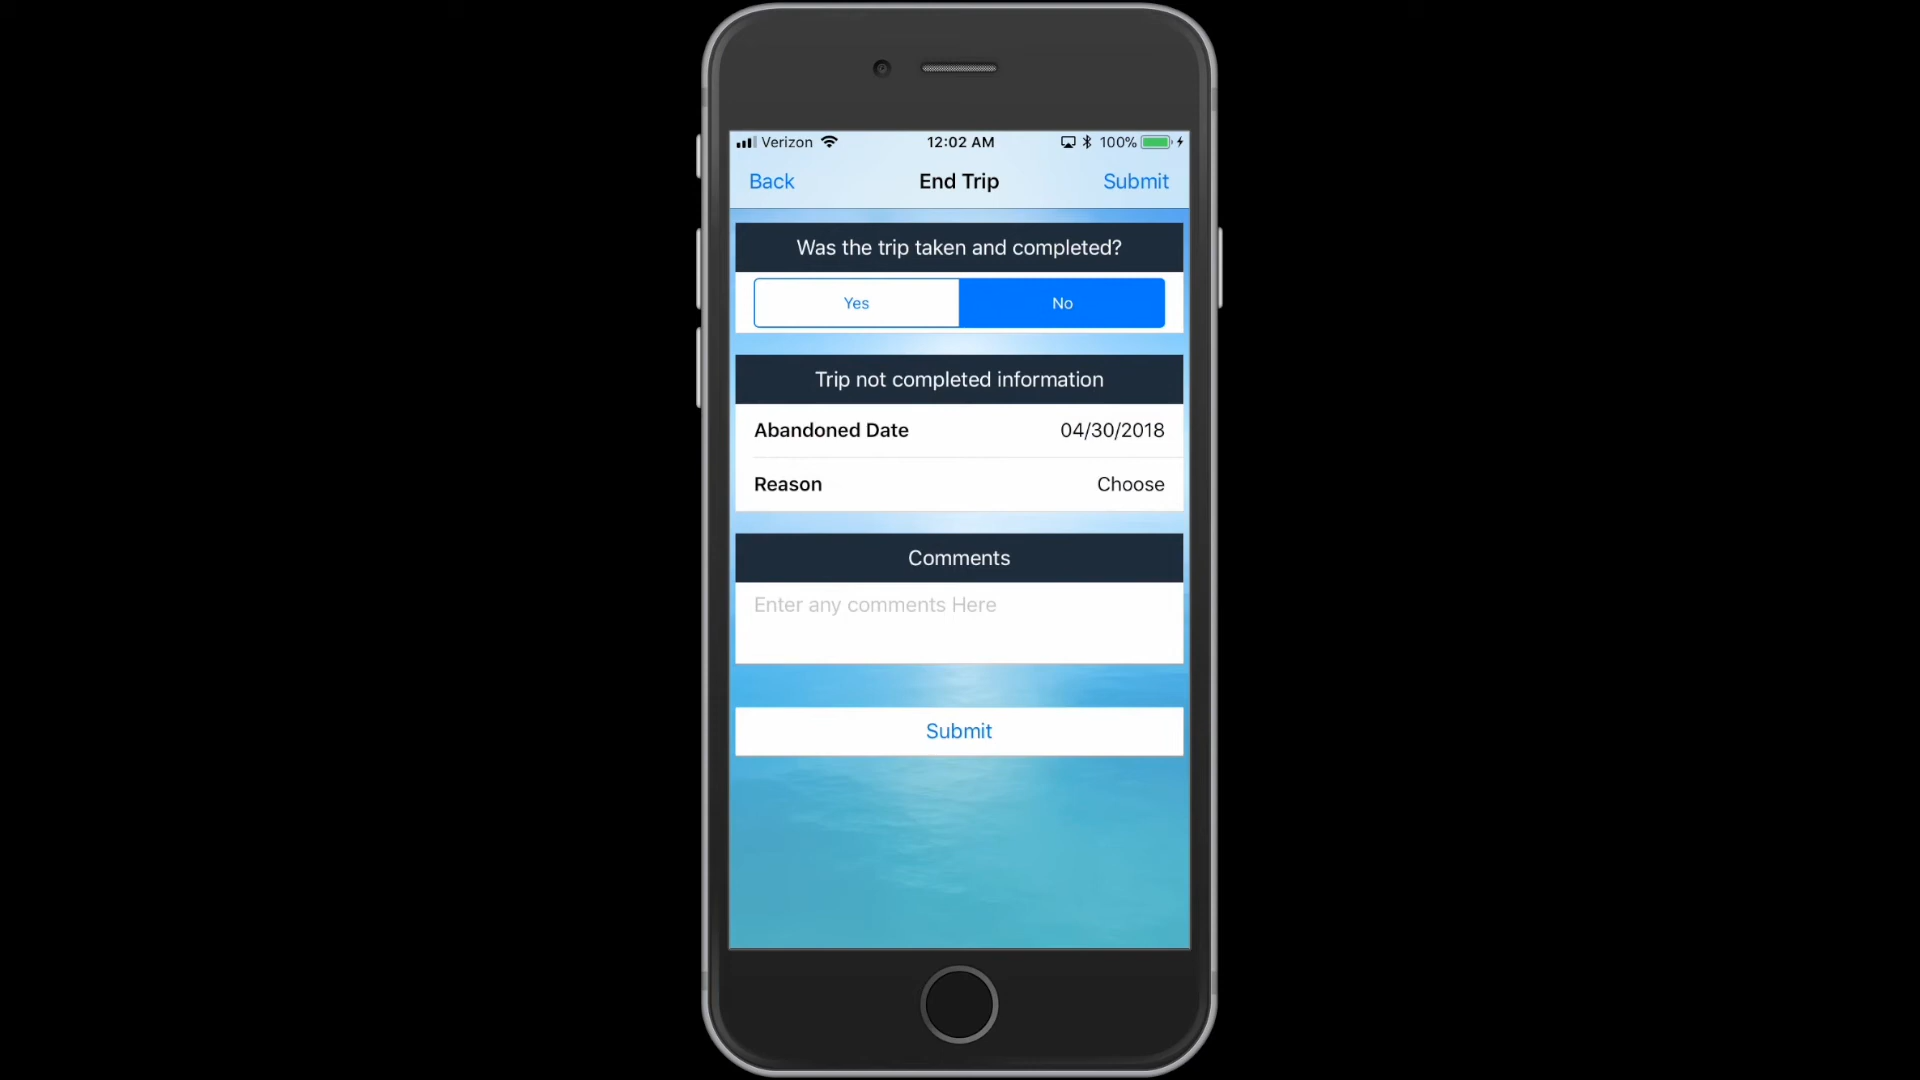 Verizon 12:02 AM 100%
Back End Trip Submit
Was the trip taken and completed?
Yes No
Trip not completed information
Abandoned Date 04/30/2018
Reason Choose
Comments
Enter any comments Here
Submit